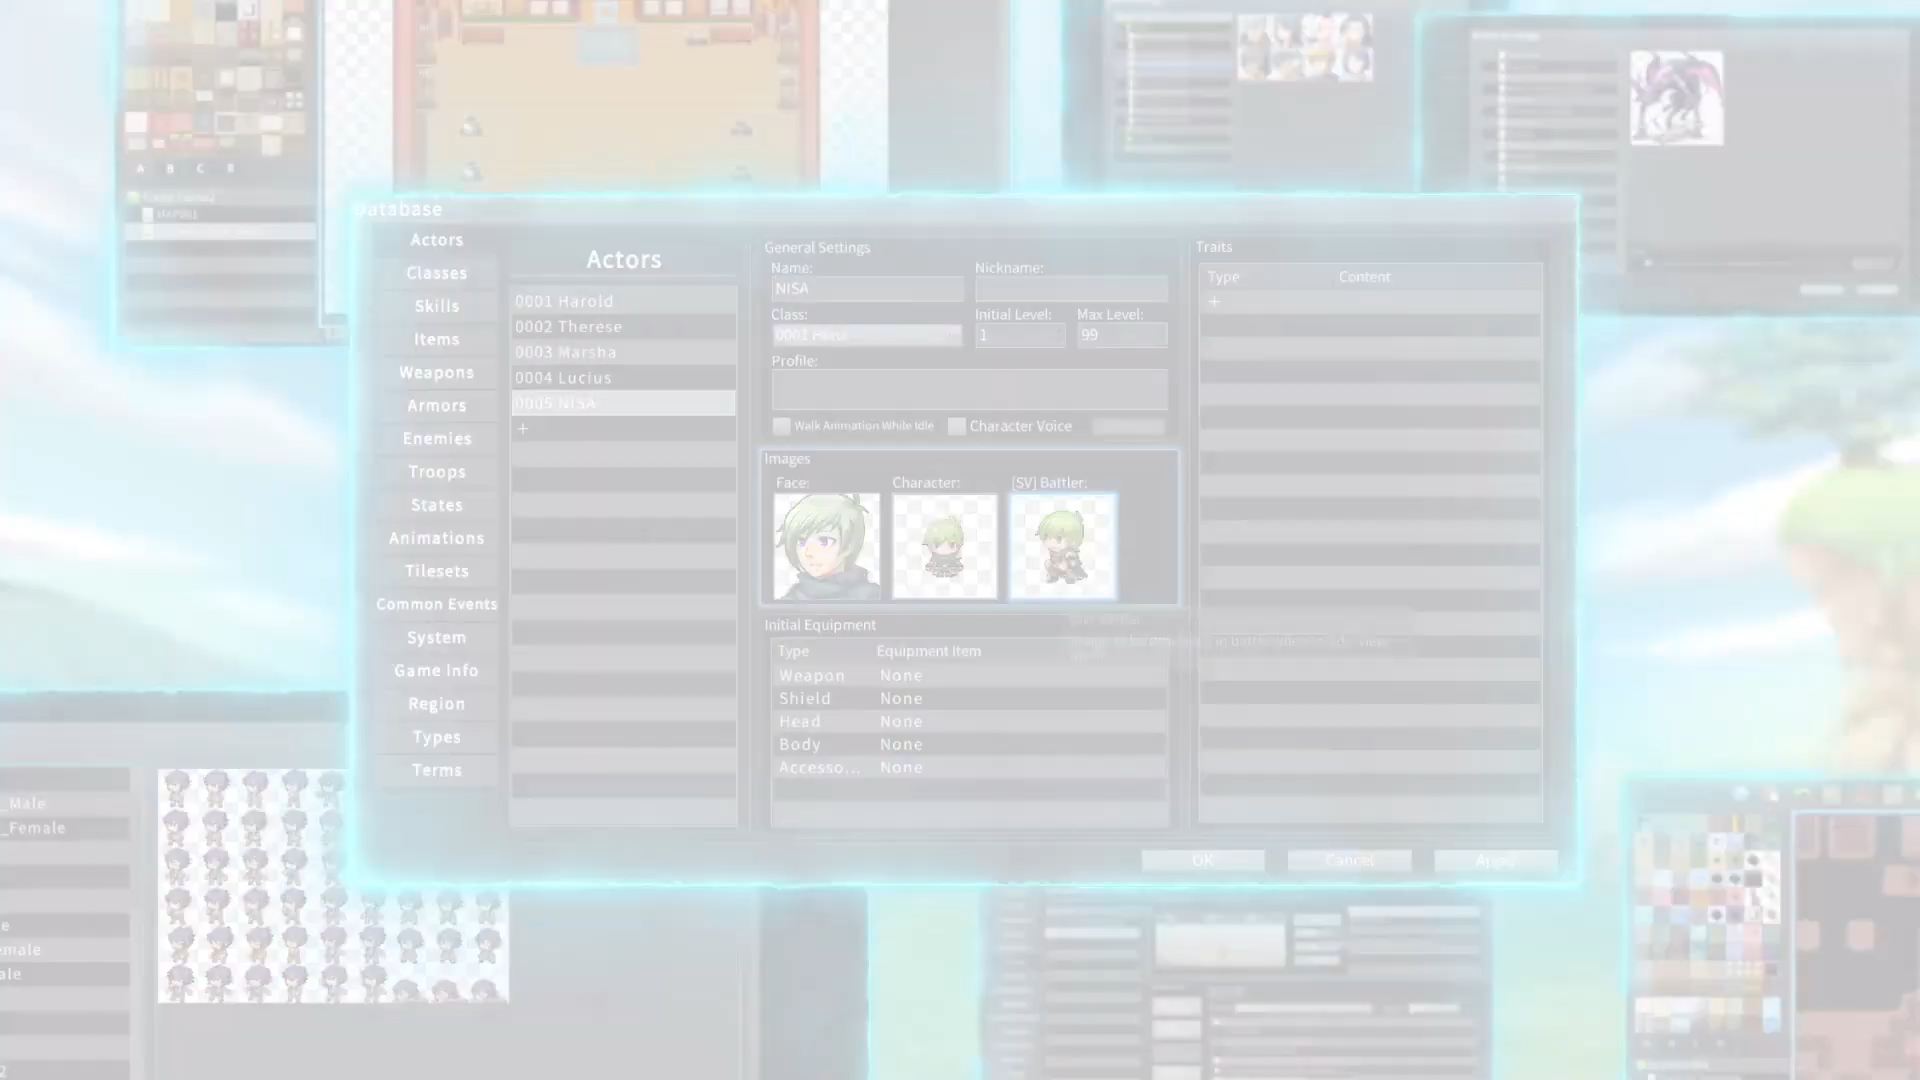 A B C R
Database
Actors
Classes
Skills
Items
Weapons
Armors
Enemies
Troops
States
Animations
Tilesets
Common Events
System
Game Info
Region
Types
Terms
Actors
0001 Harold
0002 Therese
0003 Marsha
0004 Lucius
0005 NISA
+
General Settings
Name: Nickname:
NISA
Class: Initial Level: Max Level:
0001 1 99
Profile:
Walk Animation While Idle Character Voice
Images
Face: Character: [SV] Battler:
Initial Equipment
Type Equipment Item
Weapon None
Shield None
Head None
Body None
Accesso... None
Traits
Type Content
+
OK Cancel Apply
_Male
_Female
emale
ale